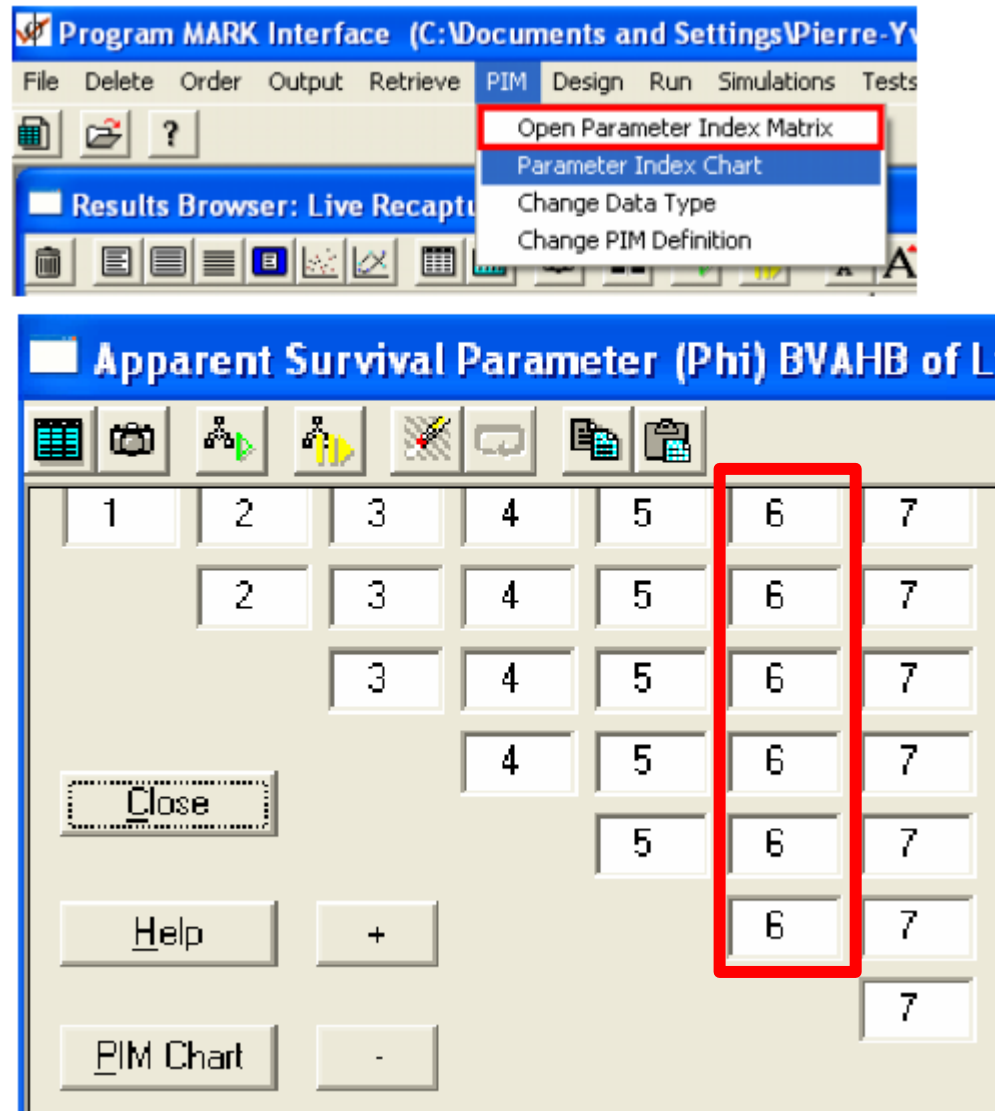 Program MARK Interface (C:\Documents and Settings\Pierre-Yv
File Delete Order Output Retrieve PIM Design Run Simulations Tests
Open Parameter Index Matrix
Parameter Index Chart
Change Data Type
Change PIM Definition
?
Results Browser: Live Recaptu
A A
Apparent Survival Parameter (Phi) BVAHB of L
1 2 3 4 5 6 7
2 3 4 5 6 7
3 4 5 6 7
4 5 6 7
Close
5 6 7
Help +
6 7
7
PIM Chart -